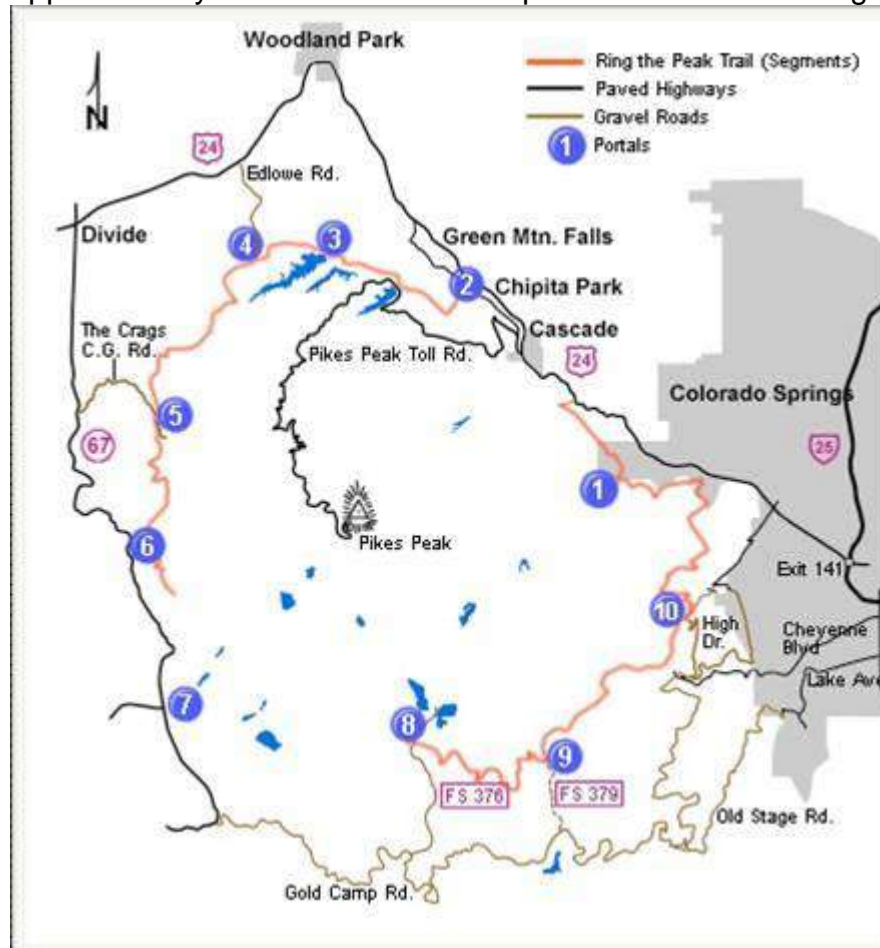 Woodland Park
Ring the Peak Trail (Segments)
Paved Highways
Gravel Roads
1 Portals
N
24
Edlowe Rd.
Divide
4
3
Green Mtn. Falls
2
Chipita Park
The Crags
C.G. Rd.
Pikes Peak Toll Rd.
Cascade
24
Colorado Springs
5
67
25
1
6
Pikes Peak
Exit 141
10
High
Dr.
Cheyenne
Blvd
Lake Ave
7
8
9
FS 376
FS 379
Old Stage Rd.
Gold Camp Rd.